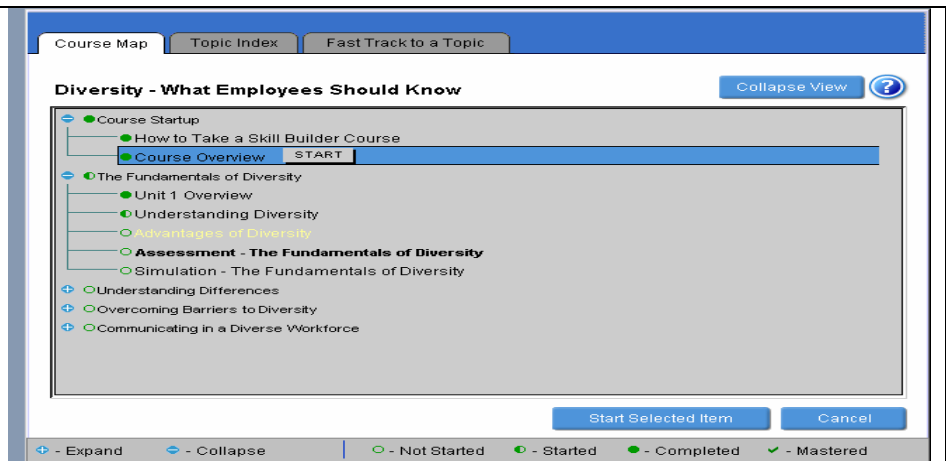 Course Map Topic Index Fast Track to a Topic
Diversity - What Employees Should Know Collapse View ?
Course Startup
How to Take a Skill Builder Course
Course Overview START
The Fundamentals of Diversity
Unit 1 Overview
Understanding Diversity
Advantages of Diversity
Assessment - The Fundamentals of Diversity
Simulation - The Fundamentals of Diversity
Understanding Differences
Overcoming Barriers to Diversity
Communicating in a Diverse Workforce
Start Selected Item Cancel
- Expand - Collapse - Not Started - Started - Completed - Mastered